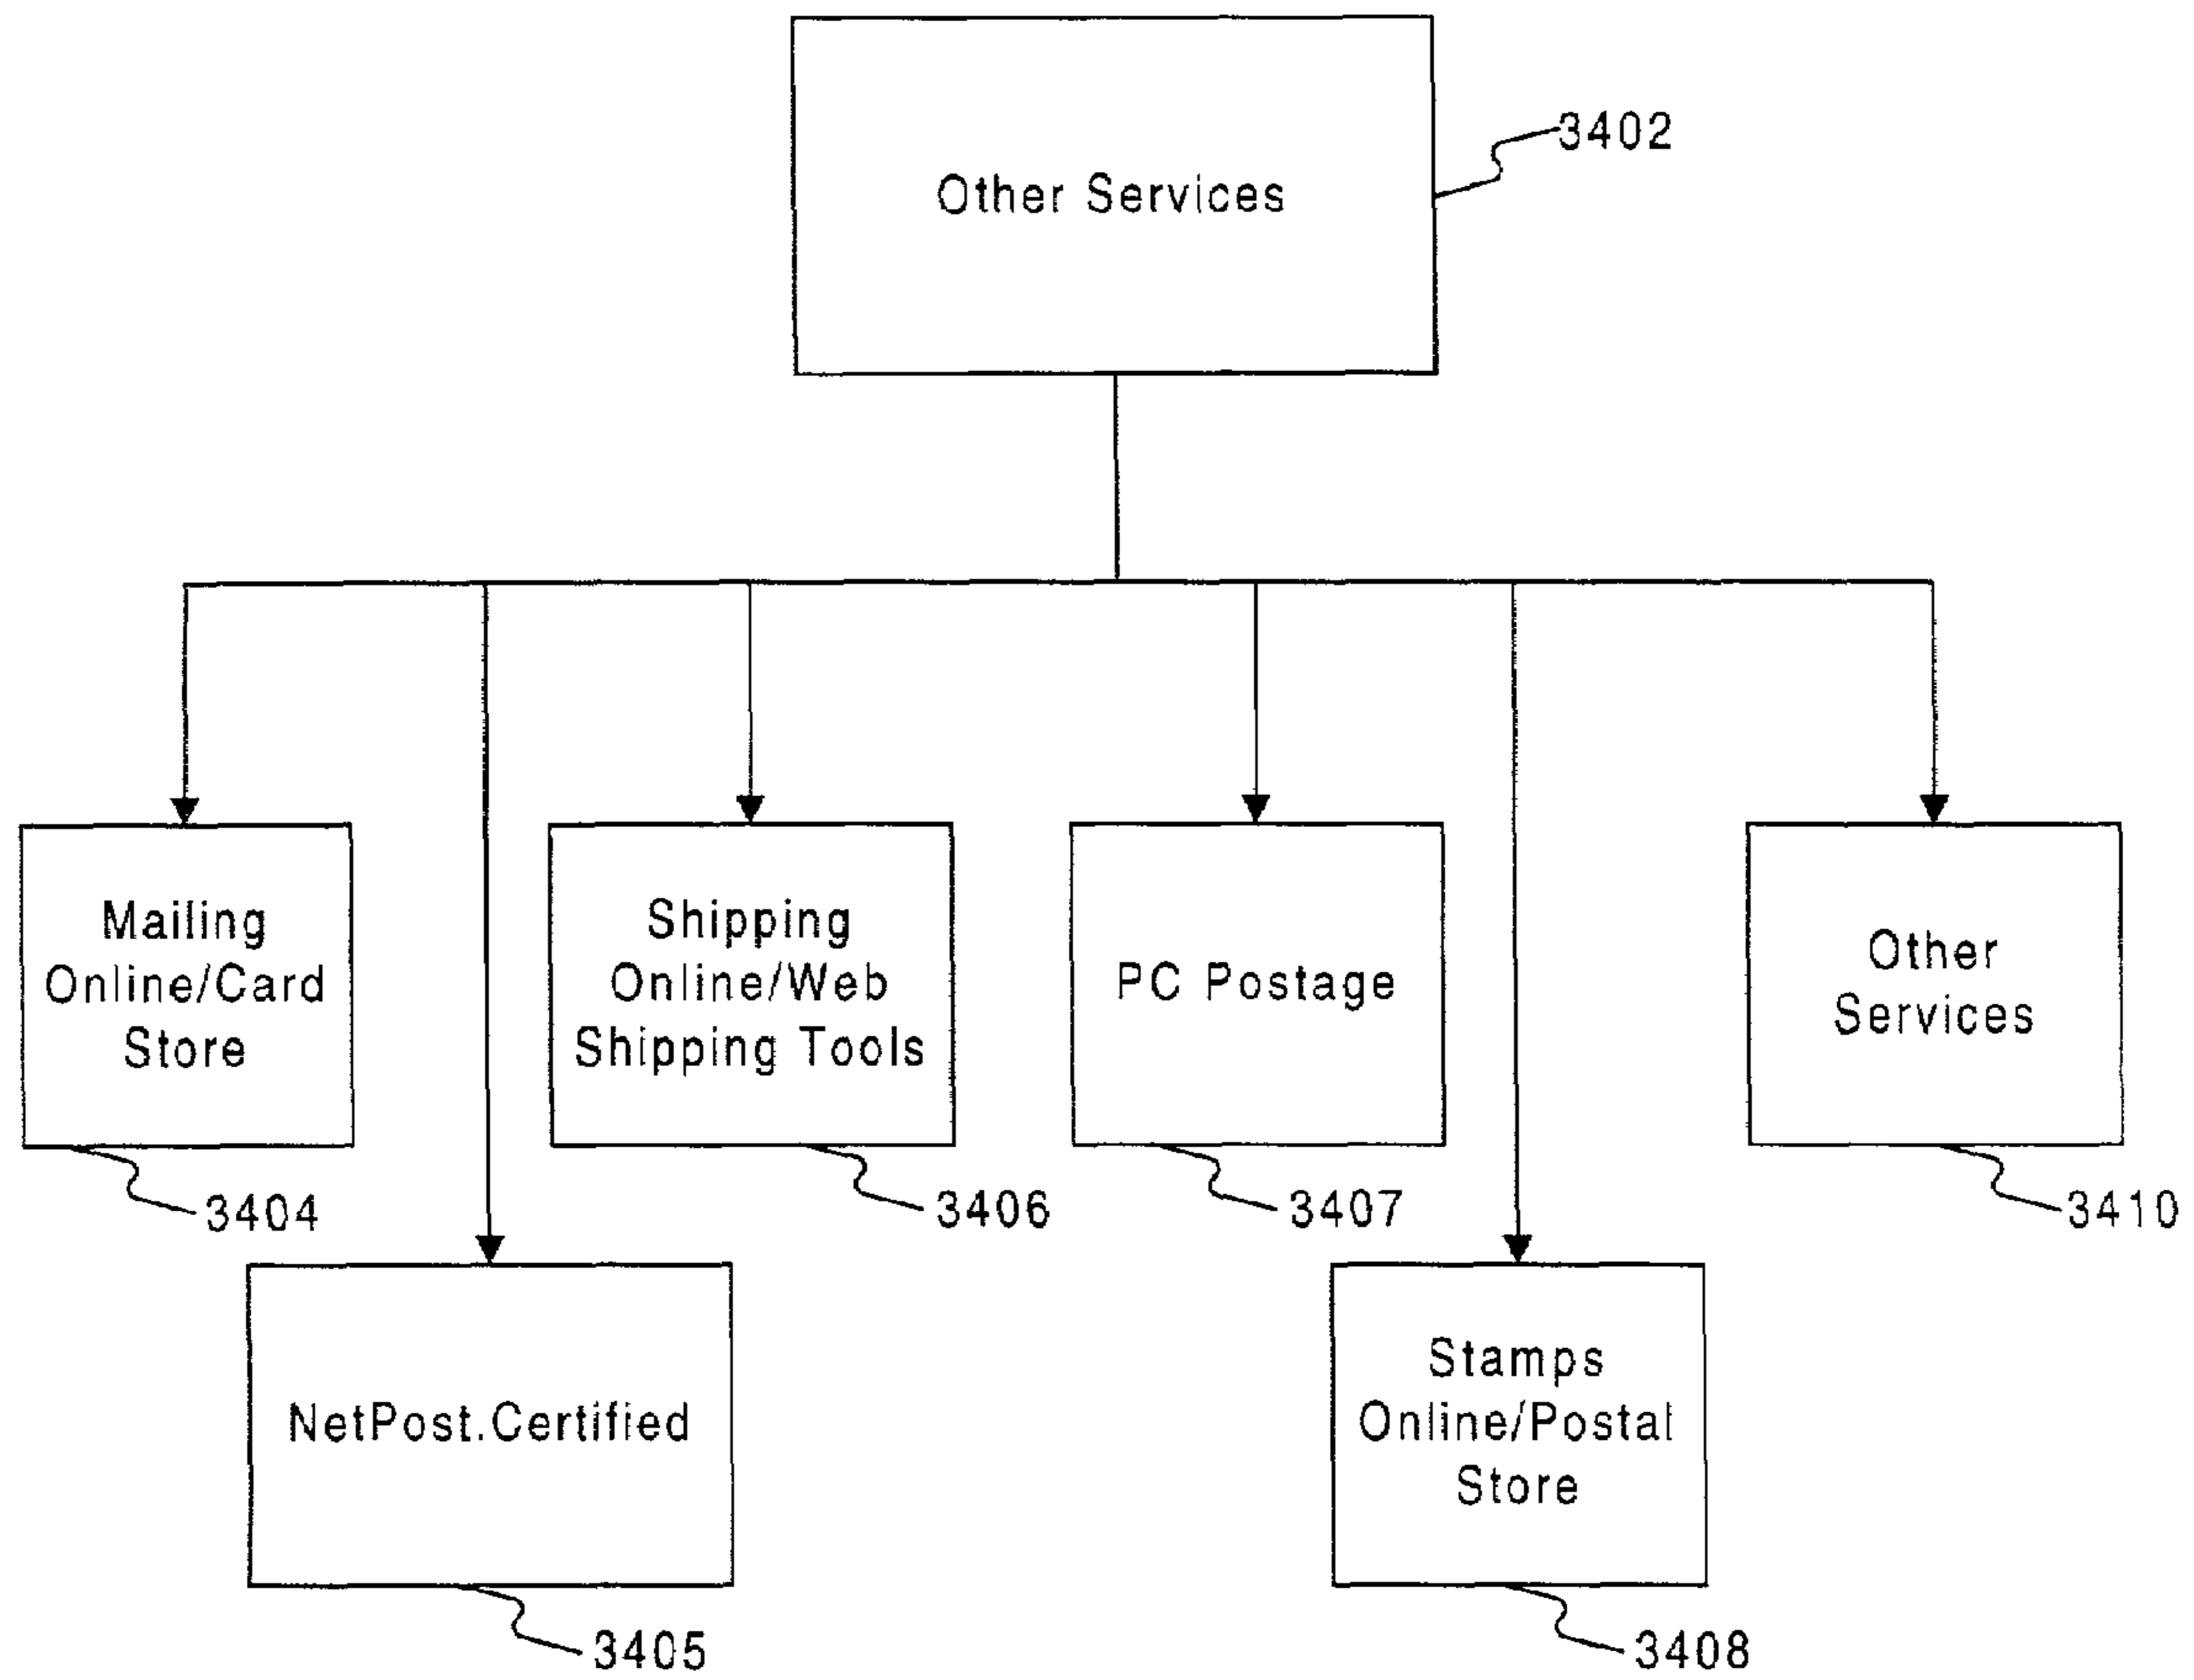 Other Services
3402
Mailing
Online/Card
Store
3404
Shipping
Online/Web
Shipping Tools
3406
PC Postage
3407
Other
Services
3410
NetPost.Certified
3405
Stamps
Online/Postal
Store
3408